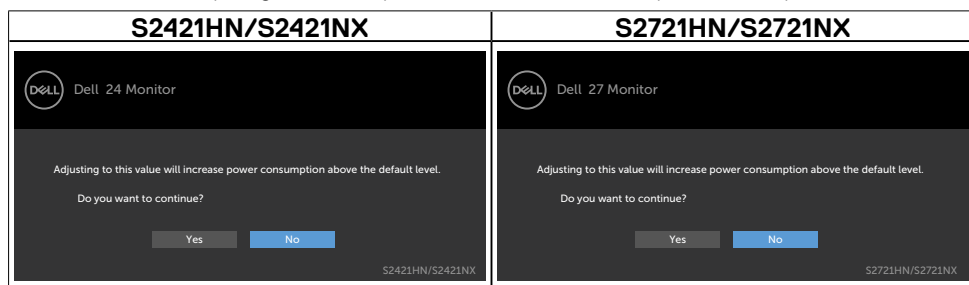 S2421HN/S2421NX
S2721HN/S2721NX
DELL Dell 24 Monitor
Adjusting to this value will increase power consumption above the default level.
Do you want to continue?
Yes No
S2421HN/S2421NX
DELL Dell 27 Monitor
Adjusting to this value will increase power consumption above the default level.
Do you want to continue?
Yes No
S2721HN/S2721NX